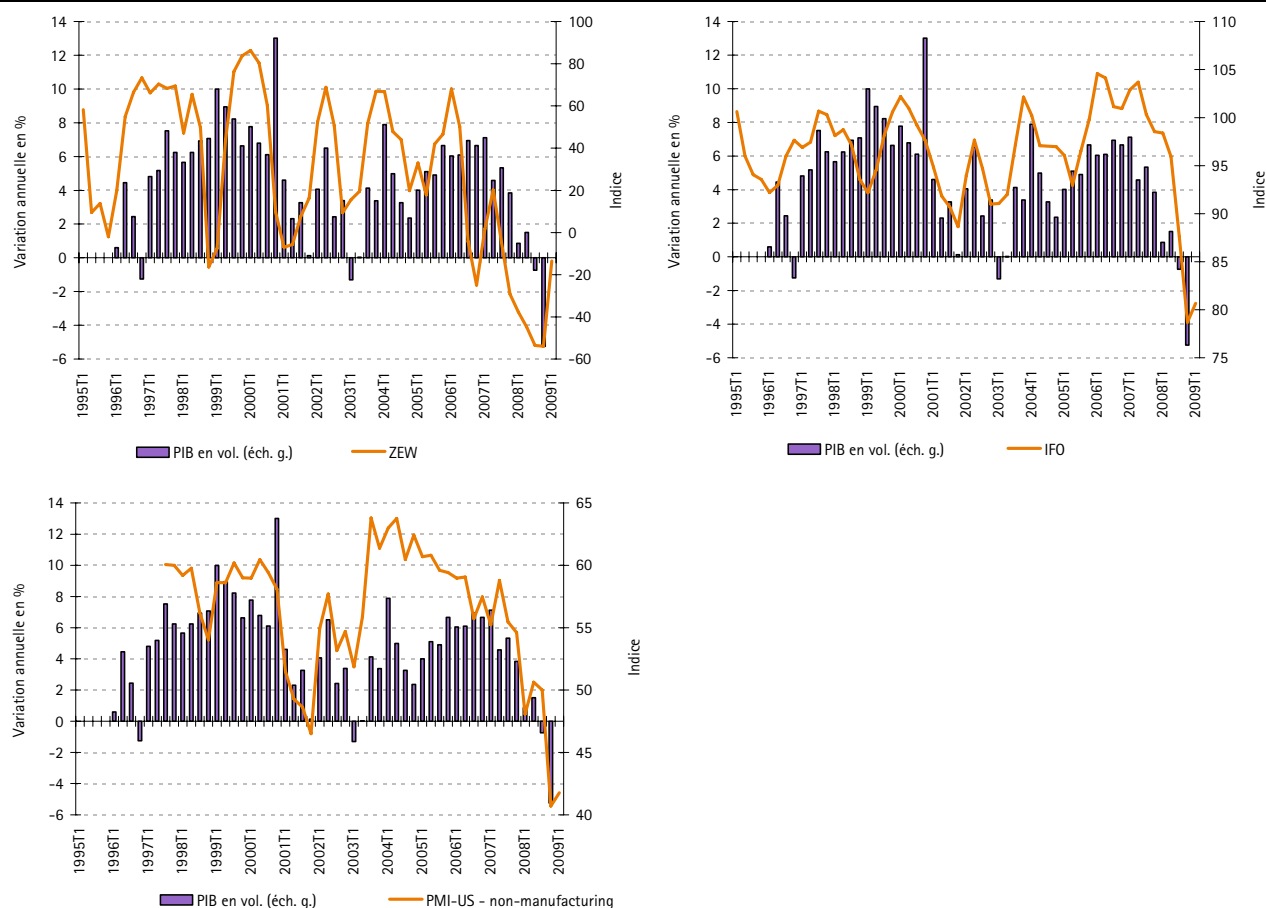 14
12
10
8
6
4
2
0
-2
-4
-6
Variation annuelle en %
100
80
60
40
20
0
-20
-40
-60
Indice
1995T1
1996T1
1997T1
1998T1
1999T1
2000T1
2001T1
2002T1
2003T1
2004T1
2005T1
2006T1
2007T1
2008T1
2009T1
PIB en vol. (éch. g.)
ZEW
14
12
10
8
6
4
2
0
-2
-4
-6
Variation annuelle en %
110
105
100
95
90
85
80
75
Indice
1995T1
1996T1
1997T1
1998T1
1999T1
2000T1
2001T1
2002T1
2003T1
2004T1
2005T1
2006T1
2007T1
2008T1
2009T1
PIB en vol. (éch. g.)
IFO
14
12
10
8
6
4
2
0
-2
-4
-6
Variation annuelle en %
65
60
55
50
45
40
Indice
1995T1
1996T1
1997T1
1998T1
1999T1
2000T1
2001T1
2002T1
2003T1
2004T1
2005T1
2006T1
2007T1
2008T1
2009T1
PIB en vol. (éch. g.)
PMI-US - non-manufacturing